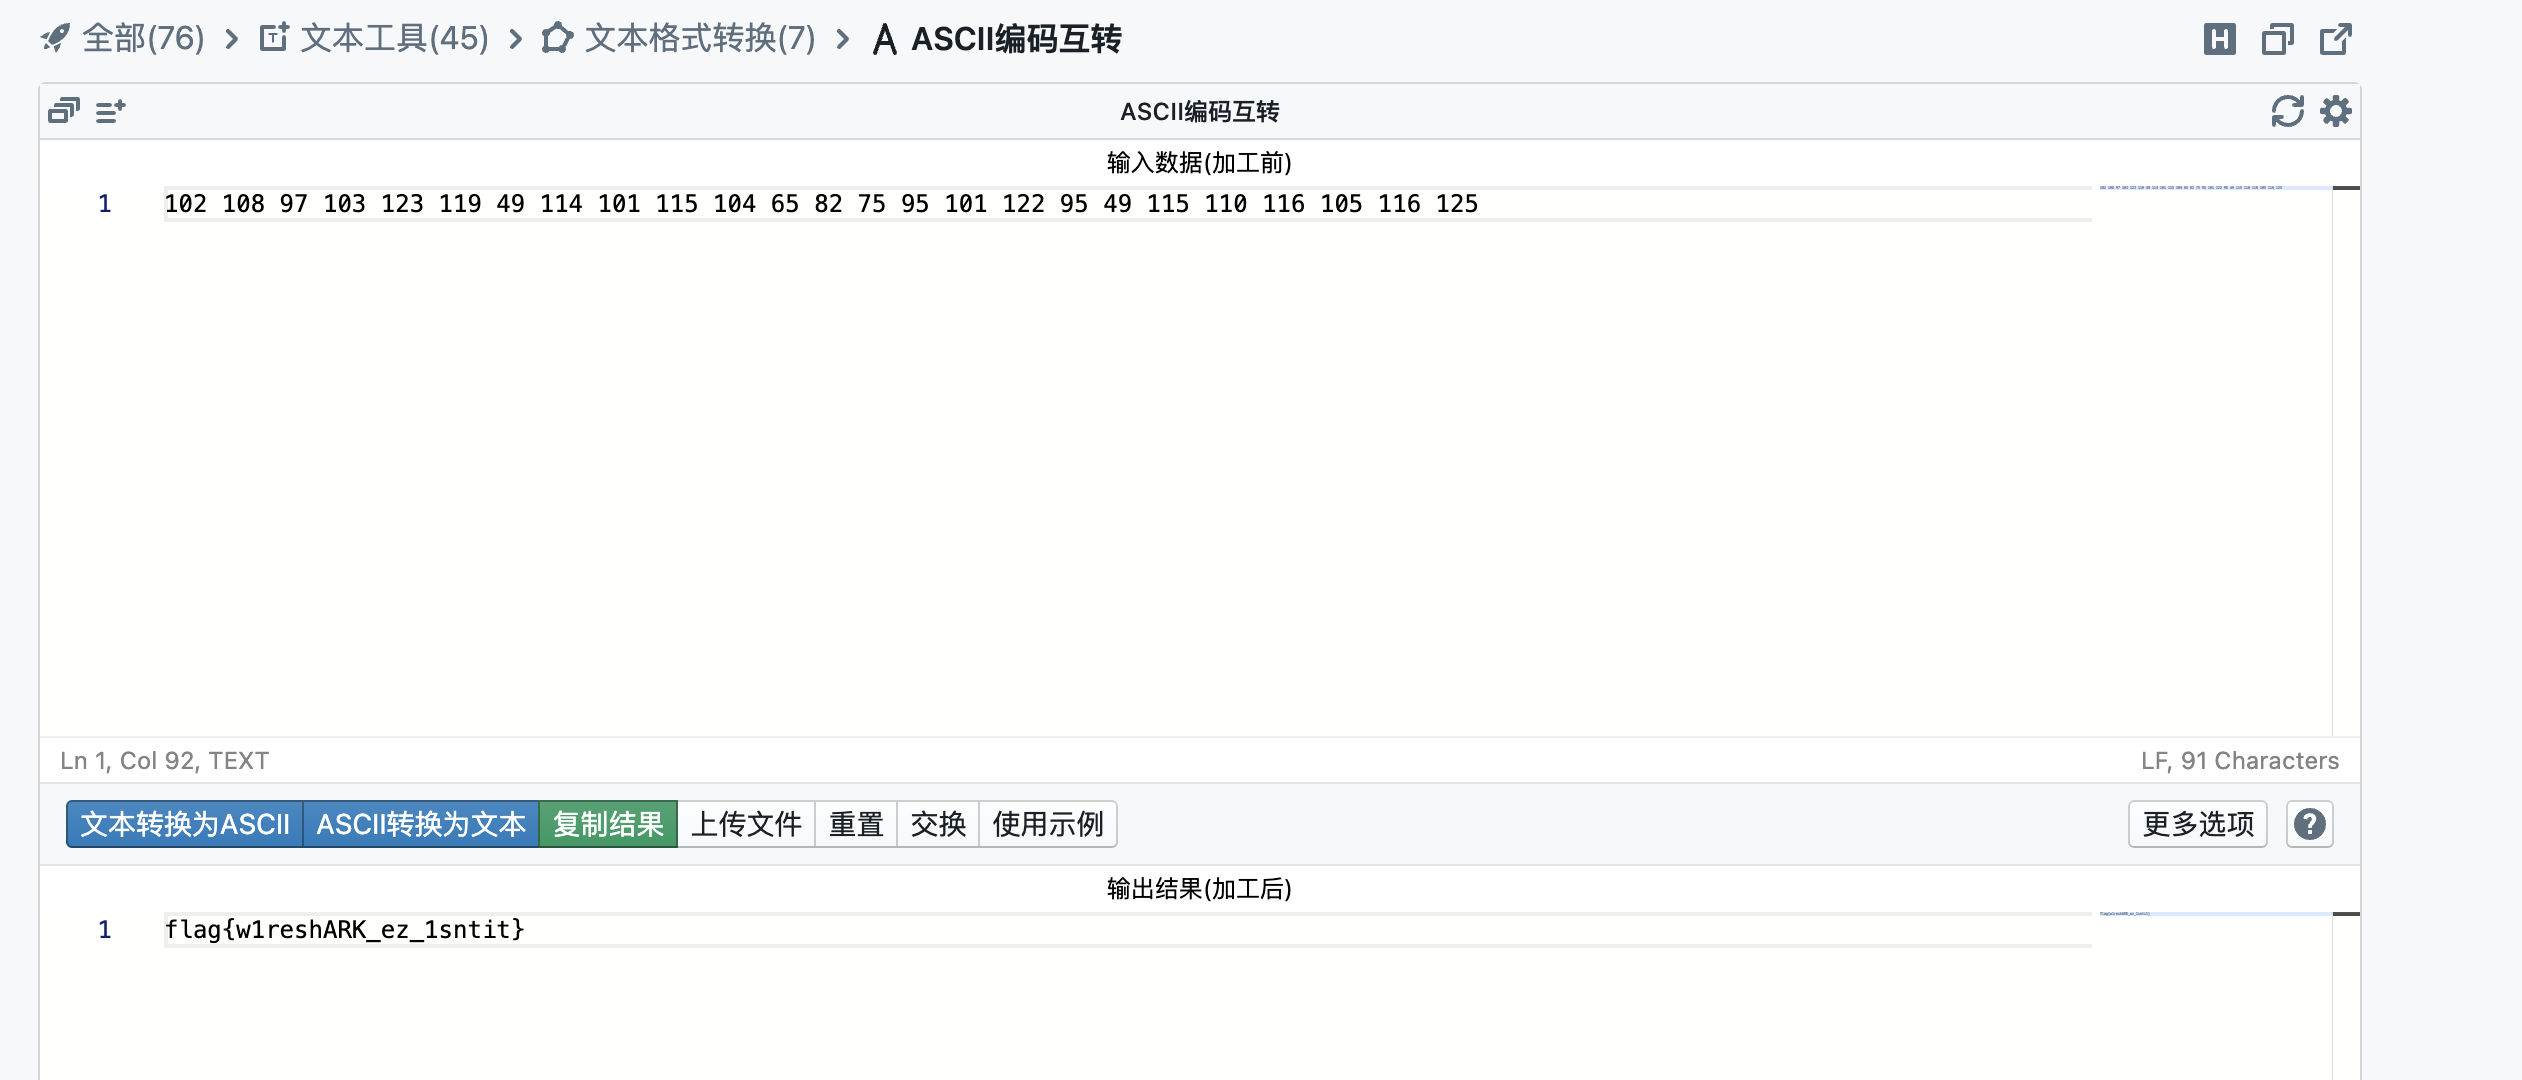 全部(76) > 文本工具(45) > 文本格式转换(7) > ASCII编码互转
ASCII编码互转
输入数据(加工前)
1 102 108 97 103 123 119 49 114 101 115 104 65 82 75 95 101 122 95 49 115 110 116 105 116 125
Ln 1, Col 92, TEXT LF, 91 Characters
文本转换为ASCII ASCII转换为文本 复制结果 上传文件 重置 交换 使用示例 更多选项 ?
输出结果(加工后)
1 flag{w1reshARK_ez_1sntit}